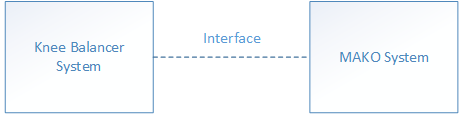 Knee Balancer
System
Interface
MAKO System